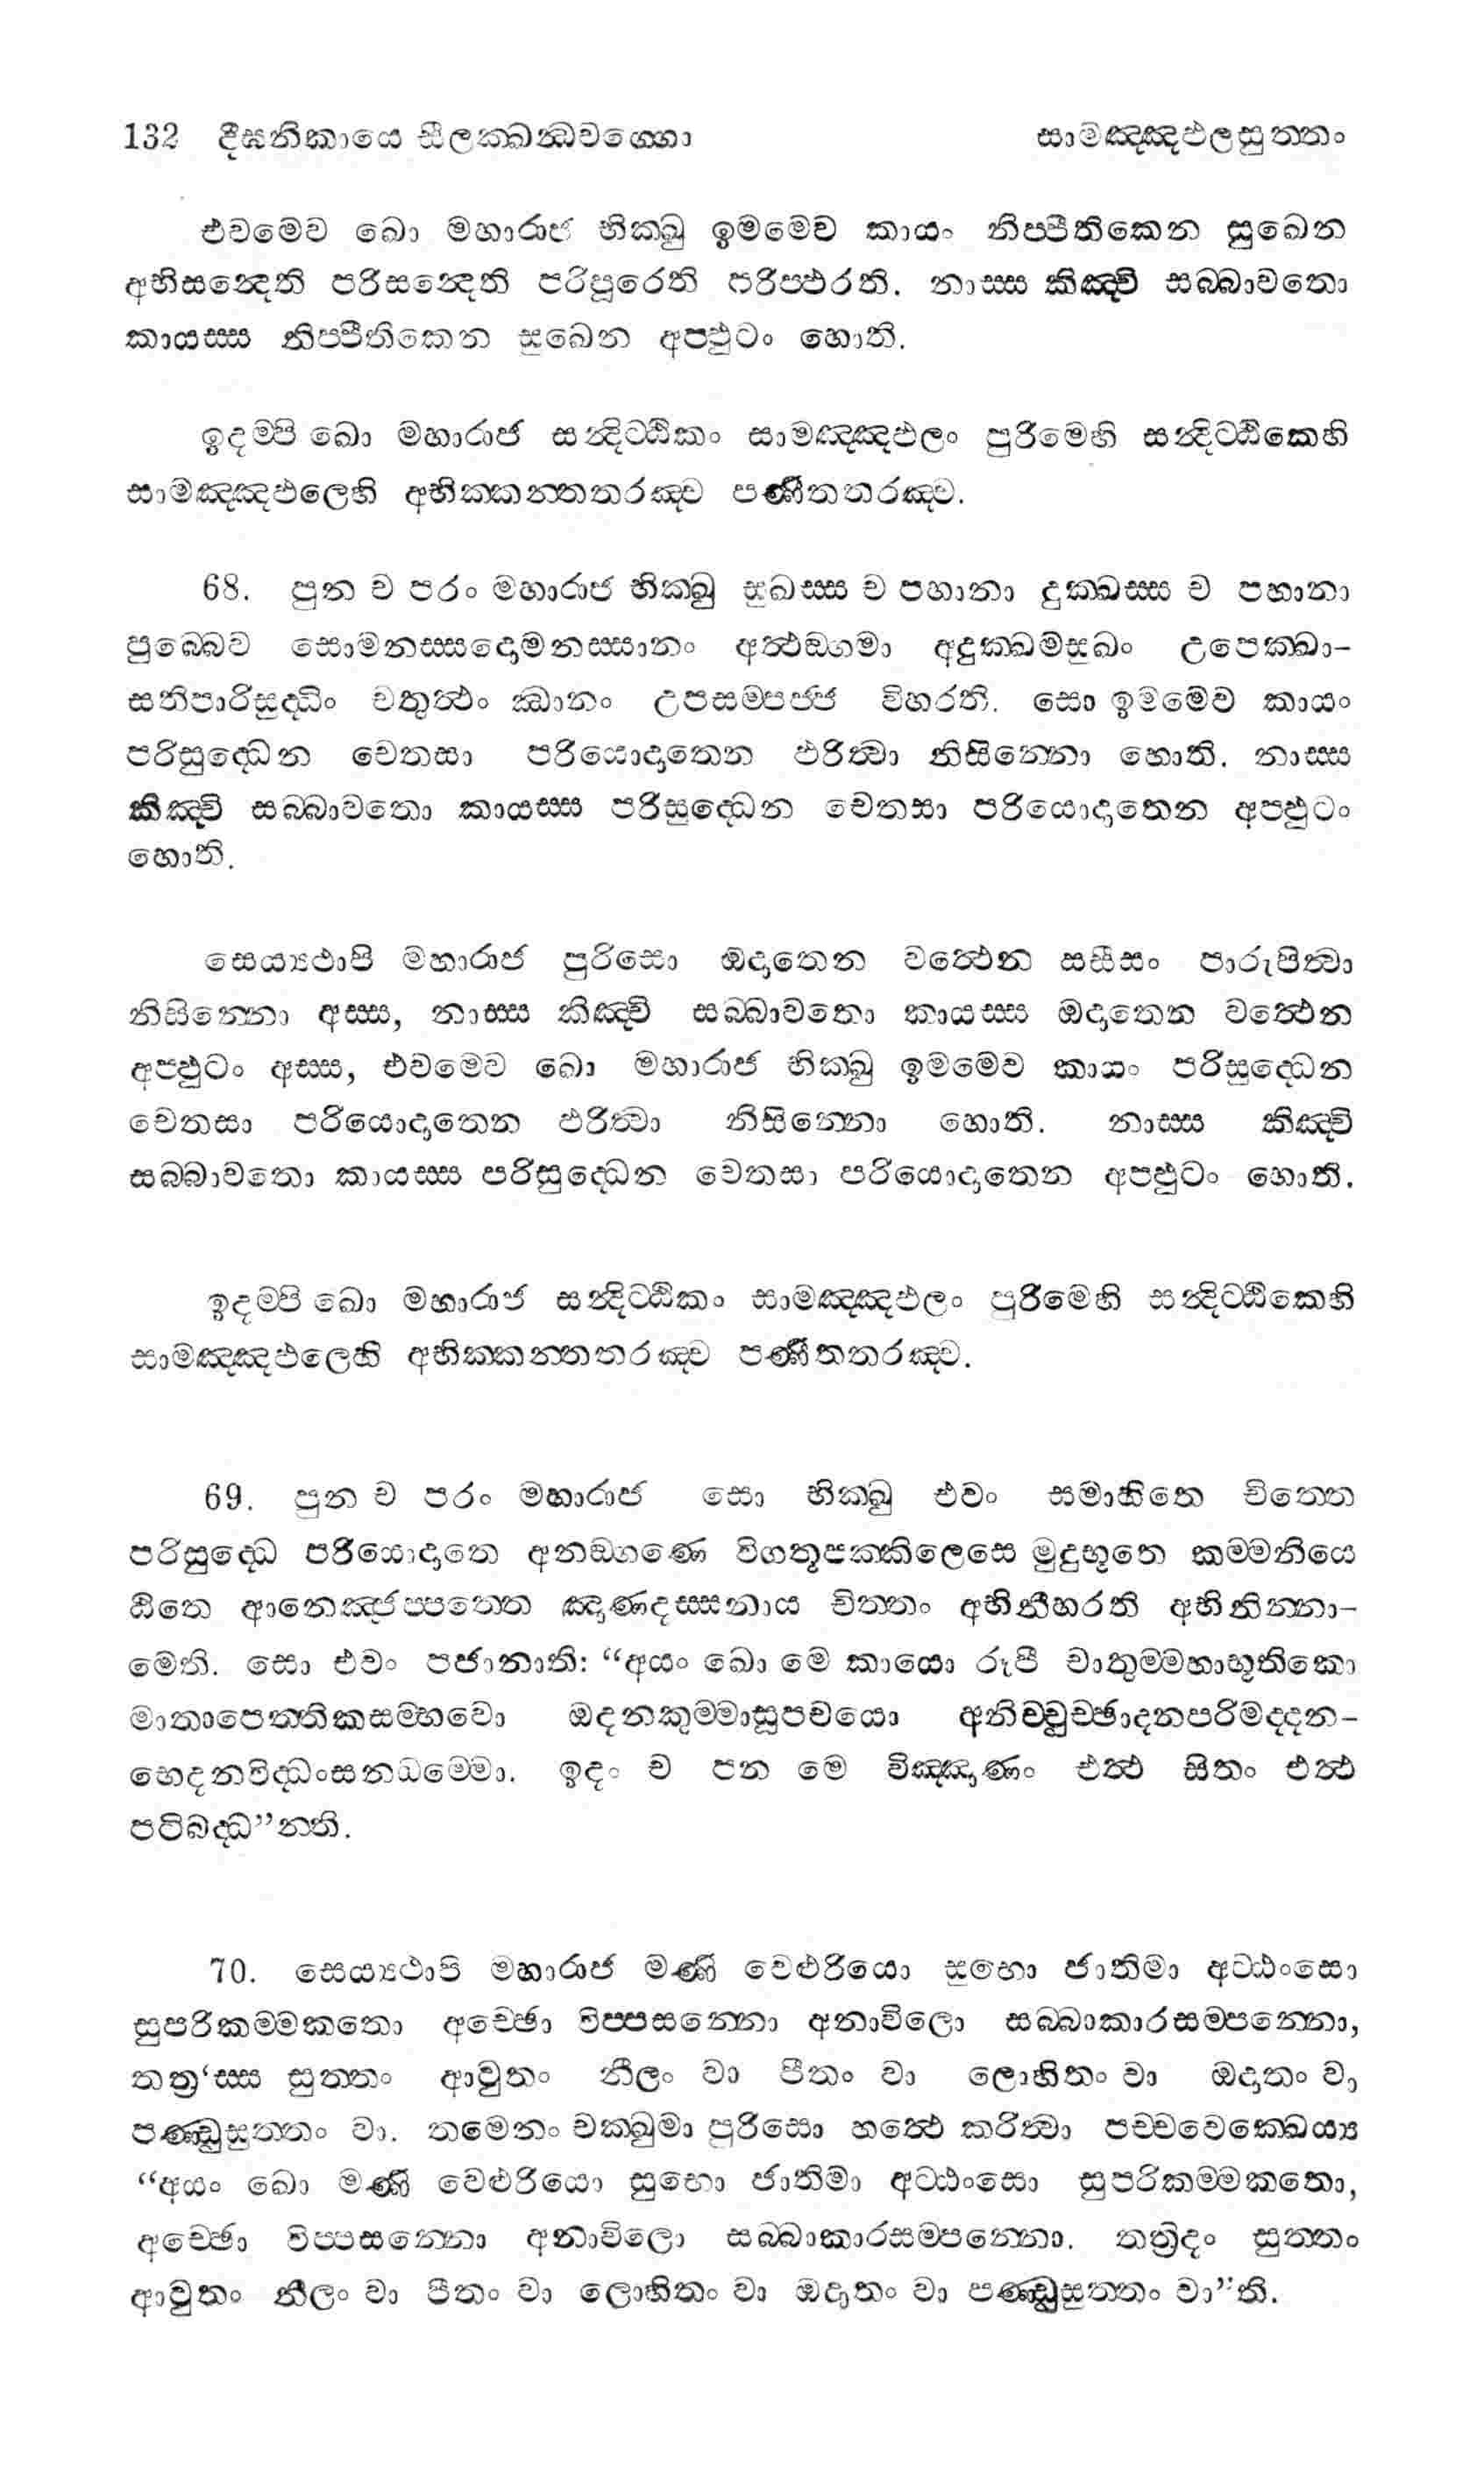 132 දීඝනිකායෙ සීලක්ඛන්ධවග්ගො සාමඤ්ඤඵලසුත්තං
එවමෙව ඛො මහාරාජ භික්ඛු ඉමමෙව කායං නිප්පීතිකෙන සුඛෙන
අභිසන්දෙති පරිසන්දෙති පරිපූරෙති පරිප්ඵරති. නාස්ස කිඤ්චි සබ්බාවතො
කායස්ස නිප්පීතිකෙන සුඛෙන අප්ඵුටං හොති.
ඉදම්පි ඛො මහාරාජ සන්දිට්ඨිකං සාමඤ්ඤඵලං පුරිමෙහි සන්දිට්ඨිකෙහි
සාමඤ්ඤඵලෙහි අභික්කන්තතරඤ්ච පණීතතරඤ්ච.
68. පුන ච පරං මහාරාජ භික්ඛු සුඛස්ස ච පහානා දුක්ඛස්ස ච පහානා
පුබ්බෙව සොමනස්සදොමනස්සානං අත්ථඞ්ගමා අදුක්ඛමසුඛං උපෙක්ඛා-
සතිපාරිසුද්ධිං චතුත්ථං ඣානං උපසම්පජ්ජ විහරති. සො ඉමමෙව කායං
පරිසුද්ධෙන චෙතසා පරියොදාතෙන ඵරිත්වා නිසින්නො හොති. නාස්ස
කිඤ්චි සබ්බාවතො කායස්ස පරිසුද්ධෙන චෙතසා පරියොදාතෙන අප්ඵුටං
හොති.
සෙය්‍යථාපි මහාරාජ පුරිසො ඔදාතෙන වත්ථෙන සසීසං පාරුපිත්වා
නිසින්නො අස්ස, නාස්ස කිඤ්චි සබ්බාවතො කායස්ස ඔදාතෙන වත්ථෙන
අප්ඵුටං අස්ස, එවමෙව ඛො මහාරාජ භික්ඛු ඉමමෙව කායං පරිසුද්ධෙන
චෙතසා පරියොදාතෙන ඵරිත්වා නිසින්නො හොති. නාස්ස කිඤ්චි
සබ්බාවතො කායස්ස පරිසුද්ධෙන චෙතසා පරියොදාතෙන අප්ඵුටං හොති.
ඉදම්පි ඛො මහාරාජ සන්දිට්ඨිකං සාමඤ්ඤඵලං පුරිමෙහි සන්දිට්ඨිකෙහි
සාමඤ්ඤඵලෙහි අභික්කන්තතරඤ්ච පණීතතරඤ්ච.
69. පුන ච පරං මහාරාජ සො භික්ඛු එවං සමාහිතෙ චිත්තෙ
පරිසුද්ධෙ පරියොදාතෙ අනඞ්ගණෙ විගතූපක්කිලෙසෙ මුදුභූතෙ කම්මනියෙ
ඨිතෙ ආනෙඤ්ජප්පත්තෙ ඤාණදස්සනාය චිත්තං අභිනීහරති අභිනින්නා-
මෙති. සො එවං පජානාති: “අයං ඛො මෙ කායො රූපී චාතුම්මහාභූතිකො
මාතාපෙත්තිකසම්භවො ඔදනකුම්මාසූපචයො අනිච්චුච්ඡාදනපරිමද්දන-
භෙදනවිද්ධංසනධම්මො. ඉදං ච පන මෙ විඤ්ඤාණං එත්ථ සිතං එත්ථ
පටිබද්ධ”න්ති.
70. සෙය්‍යථාපි මහාරාජ මණි වෙළුරියො සුභො ජාතිමා අට්ඨංසො
සුපරිකම්මකතො අච්ඡො විප්පසන්නො අනාවිලො සබ්බාකාරසම්පන්නො,
තත්‍ර‘ස්ස සුත්තං ආවුතං නීලං වා පීතං වා ලොහිතං වා ඔදාතං වා
පණ්ඩුසුත්තං වා. තමෙනං චක්ඛුමා පුරිසො හත්ථෙ කරිත්වා පච්චවෙක්ඛෙය්‍ය
“අයං ඛො මණි වෙළුරියො සුභො ජාතිමා අට්ඨංසො සුපරිකම්මකතො,
අච්ඡො විප්පසන්නො අනාවිලො සබ්බාකාරසම්පන්නො. තත්‍රිදං සුත්තං
ආවුතං නීලං වා පීතං වා ලොහිතං වා ඔදාතං වා පණ්ඩුසුත්තං වා”ති.